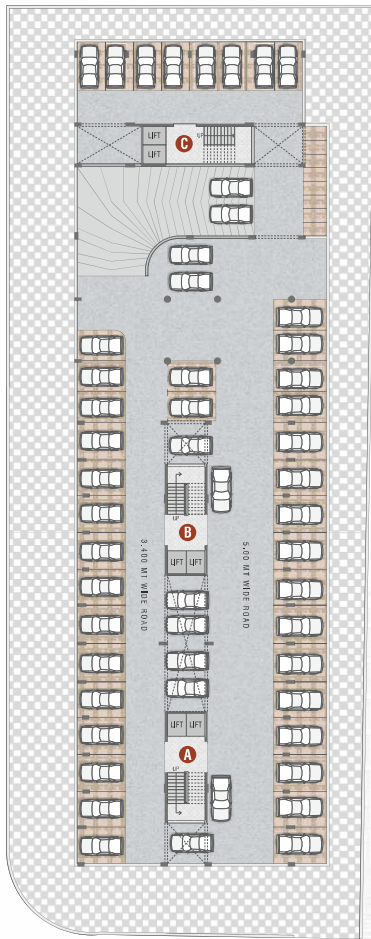 LIFT
LIFT
C
UP
UP
B
LIFT LIFT
3.400 MT WIDE ROAD
5.00 MT WIDE ROAD
LIFT LIFT
A
UP